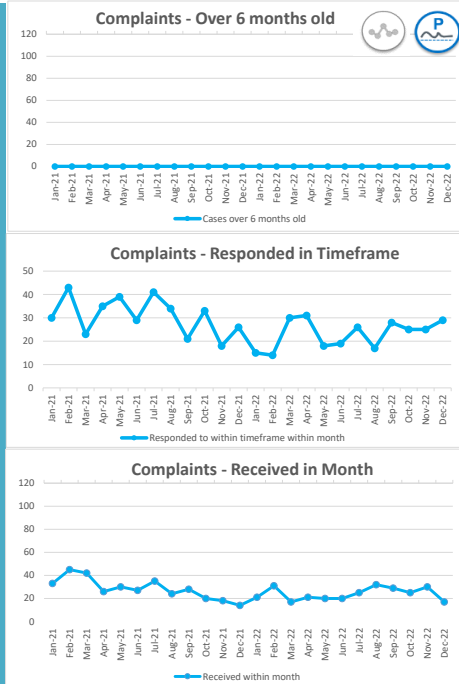 Complaints - Over 6 months old
P
120
100
80
60
40
20
0
Jan-21 Feb-21 Mar-21 Apr-21 May-21 Jun-21 Jul-21 Aug-21 Sep-21 Oct-21 Nov-21 Dec-21 Jan-22 Feb-22 Mar-22 Apr-22 May-22 Jun-22 Jul-22 Aug-22 Sep-22 Oct-22 Nov-22 Dec-22
Cases over 6 months old
Complaints - Responded in Timeframe
50
40
30
20
10
0
Jan-21 Feb-21 Mar-21 Apr-21 May-21 Jun-21 Jul-21 Aug-21 Sep-21 Oct-21 Nov-21 Dec-21 Jan-22 Feb-22 Mar-22 Apr-22 May-22 Jun-22 Jul-22 Aug-22 Sep-22 Oct-22 Nov-22 Dec-22
Responded to within timeframe within month
Complaints - Received in Month
120
100
80
60
40
20
0
Jan-21 Feb-21 Mar-21 Apr-21 May-21 Jun-21 Jul-21 Aug-21 Sep-21 Oct-21 Nov-21 Dec-21 Jan-22 Feb-22 Mar-22 Apr-22 May-22 Jun-22 Jul-22 Aug-22 Sep-22 Oct-22 Nov-22 Dec-22
Received within month